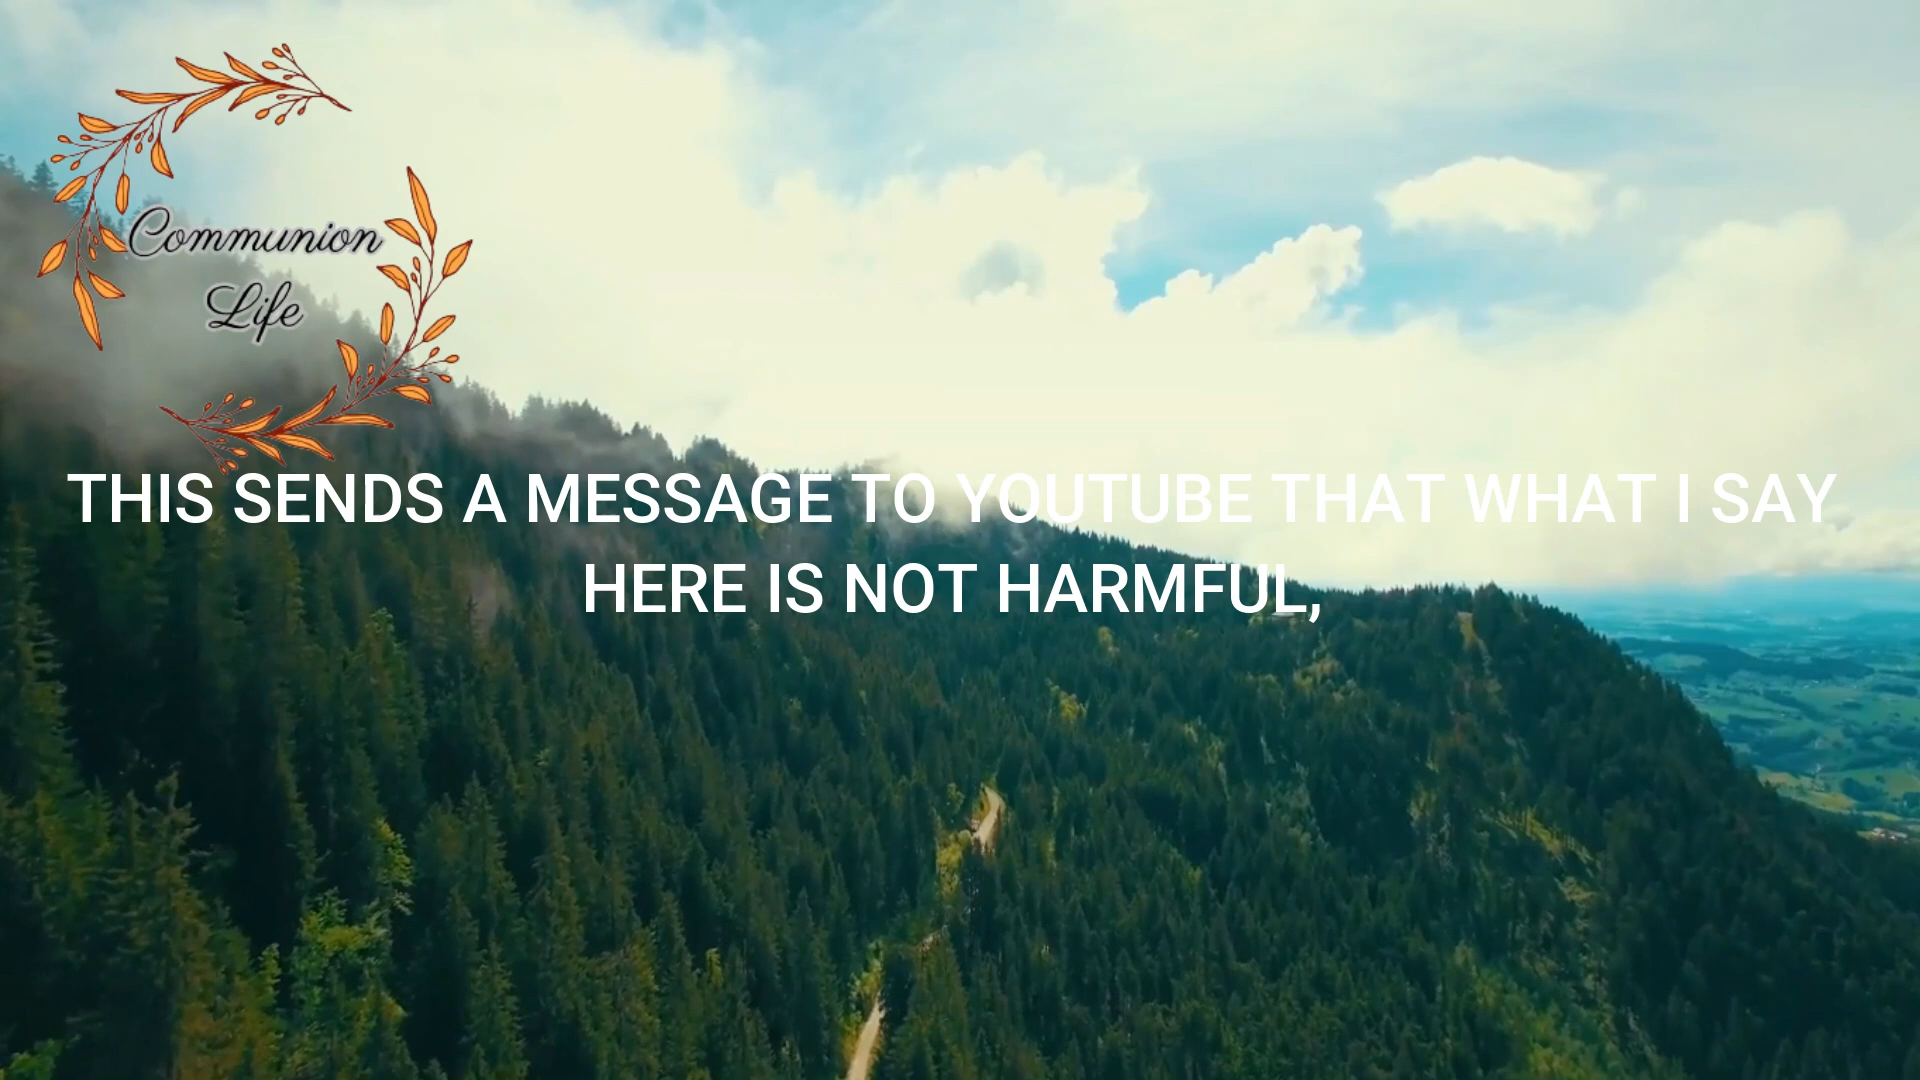 Communion
Life
THIS SENDS A MESSAGE TO YOUTUBE THAT WHAT I SAY
HERE IS NOT HARMFUL,